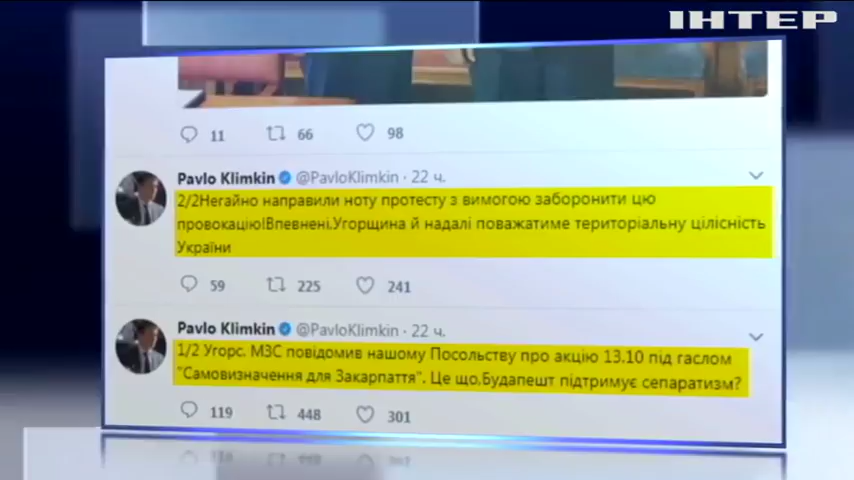 ІНТЕР
11 66 98
Pavlo Klimkin @PavloKlimkin · 22 ч.
2/2Негайно направили ноту протесту з вимогою заборонити цю
провокацію!Впевнені,Угорщина й надалі поважатиме територіальну цілісність
України
59 225 241
Pavlo Klimkin @PavloKlimkin · 22 ч.
1/2 Угорс. МЗС повідомив нашому Посольству про акцію 13.10 під гаслом
"Самовизначення для Закарпаття". Це що,Будапешт підтримує сепаратизм?
119 448 301